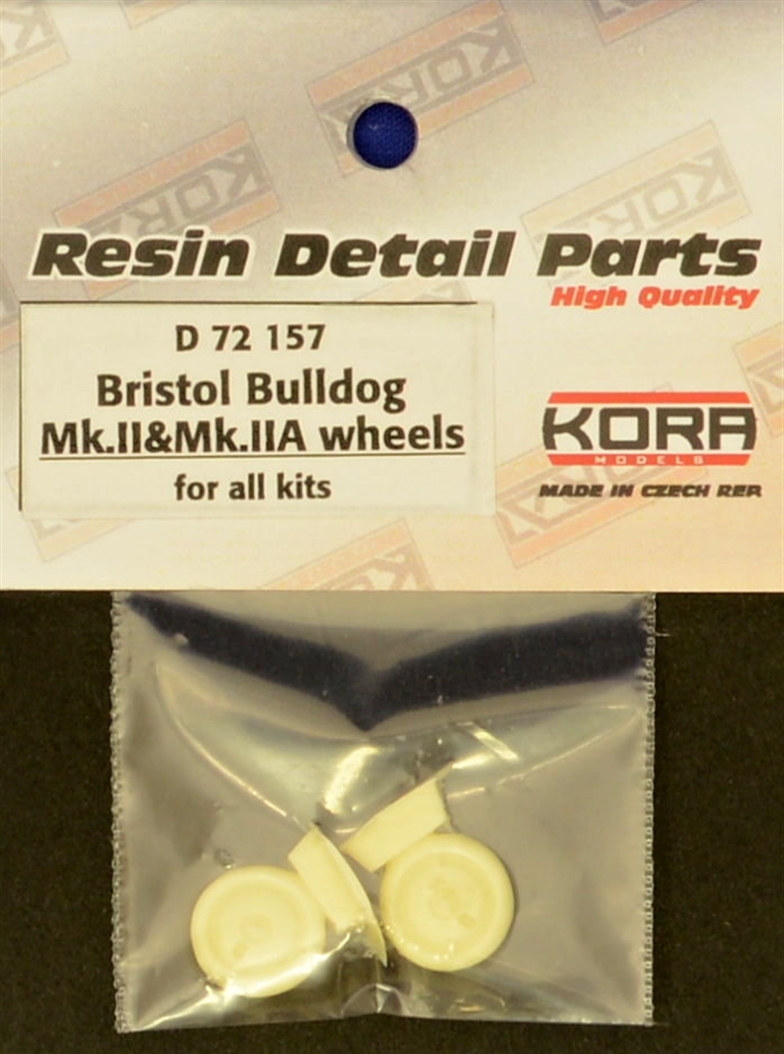 Resin Detail Parts
High Quality
D 72 157
Bristol Bulldog
Mk.II&Mk.IIA wheels
for all kits
KORA
MODELS
MADE IN CZECH REP.